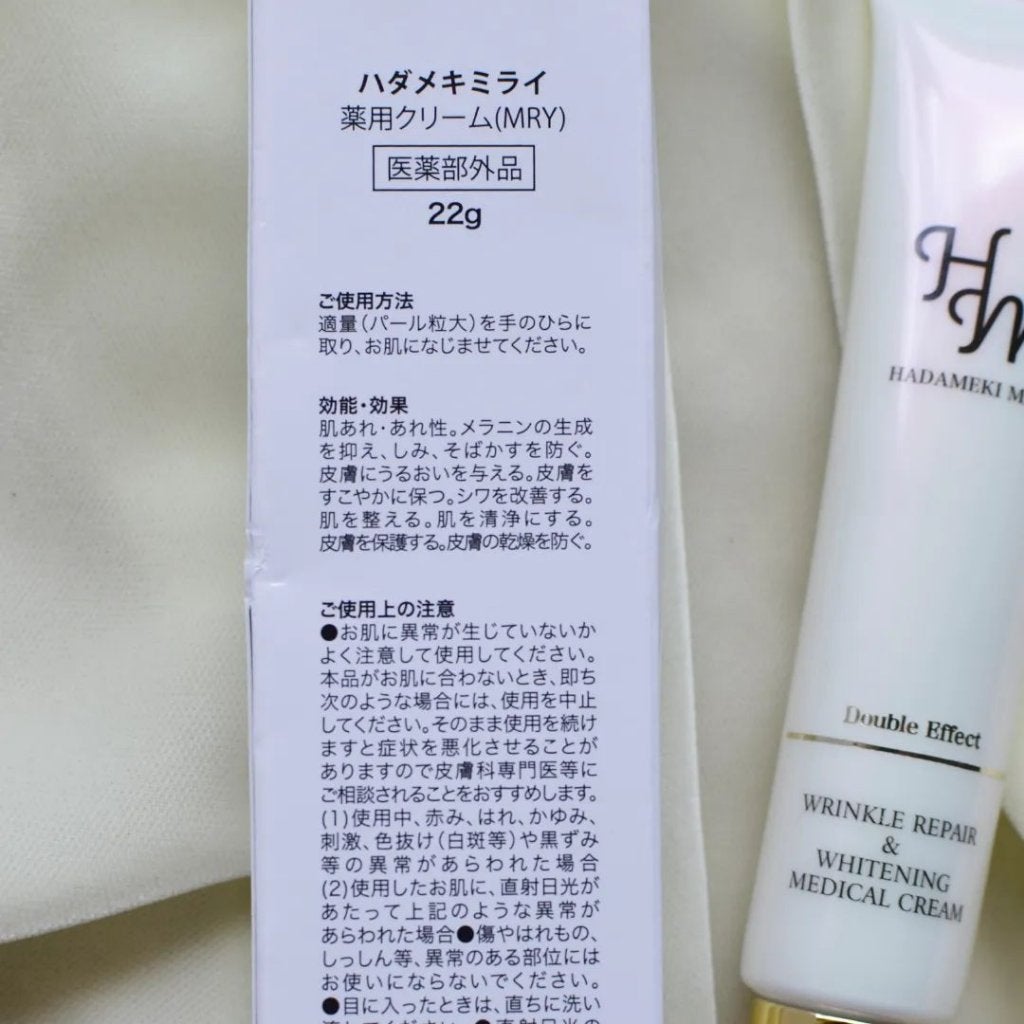 ハダメキミライ
薬用クリーム(MRY)
医薬部外品
22g
ご使用方法
適量(パール粒大)を手のひらに
取り、お肌になじませてください。
効能・効果
肌あれ・あれ性。メラニンの生成
を抑え、しみ、そばかすを防ぐ。
皮膚にうるおいを与える。皮膚を
すこやかに保つ。シワを改善する。
肌を整える。肌を清浄にする。
皮膚を保護する。皮膚の乾燥を防ぐ。
ご使用上の注意
●お肌に異常が生じていないか
よく注意して使用してください。
本品がお肌に合わないとき、即ち
次のような場合には、使用を中止
してください。そのまま使用を続け
ますと症状を悪化させることが
ありますので皮膚科専門医等に
ご相談されることをおすすめします。
(1)使用中、赤み、はれ、かゆみ、
刺激、色抜け(白斑等)や黒ずみ
等の異常があらわれた場合
(2)使用したお肌に、直射日光が
あたって上記のような異常が
あらわれた場合●傷やはれもの、
しっしん等、異常のある部位には
お使いにならないでください。
●目に入ったときは、直ちに洗い
HADAMEKI M
Double Effect
WRINKLE REPAIR
&
WHITENING
MEDICAL CREAM